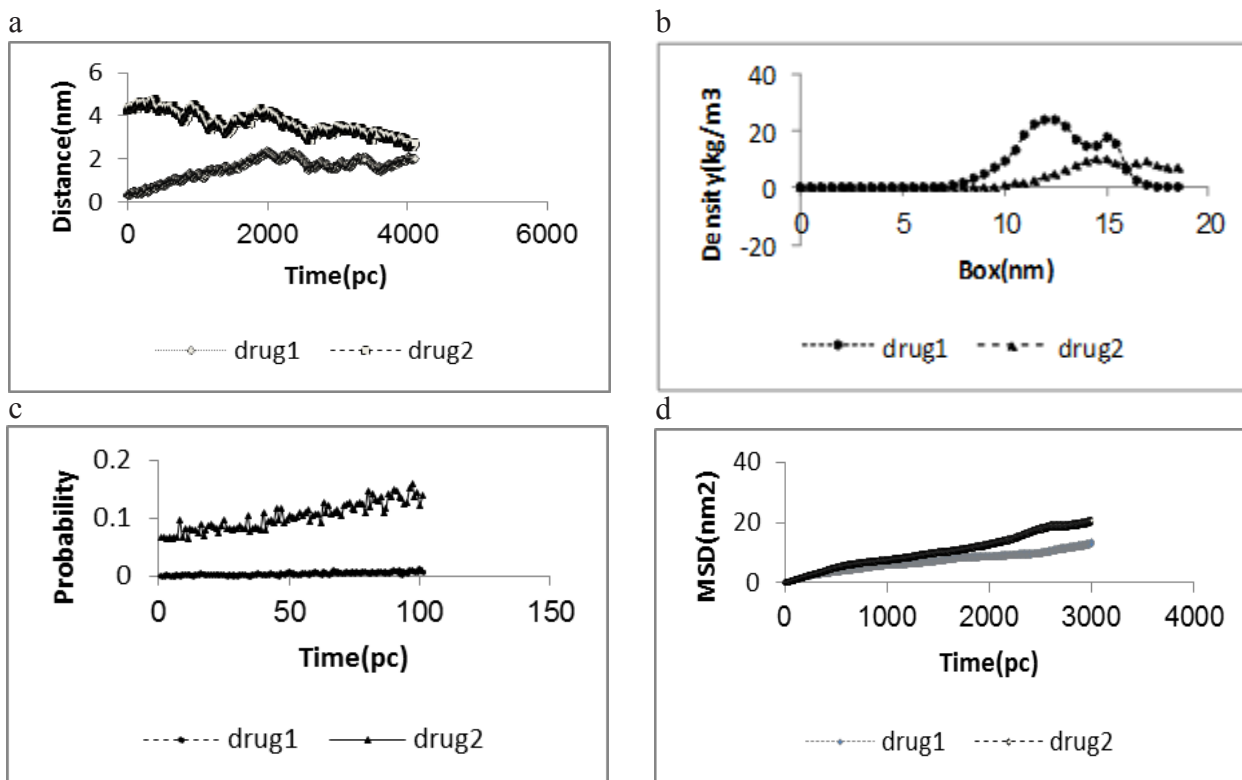 a
Distance(nm)
6
4
2
0
0 2000 4000 6000
Time(pc)
drug1 drug2
b
Density(kg/m3
40
20
0
-20
0 5 10 15 20
Box(nm)
drug1 drug2
c
Probability
0.2
0.1
0
0 50 100 150
Time(pc)
drug1 drug2
d
MSD(nm2)
40
20
0
0 1000 2000 3000 4000
Time(pc)
drug1 drug2